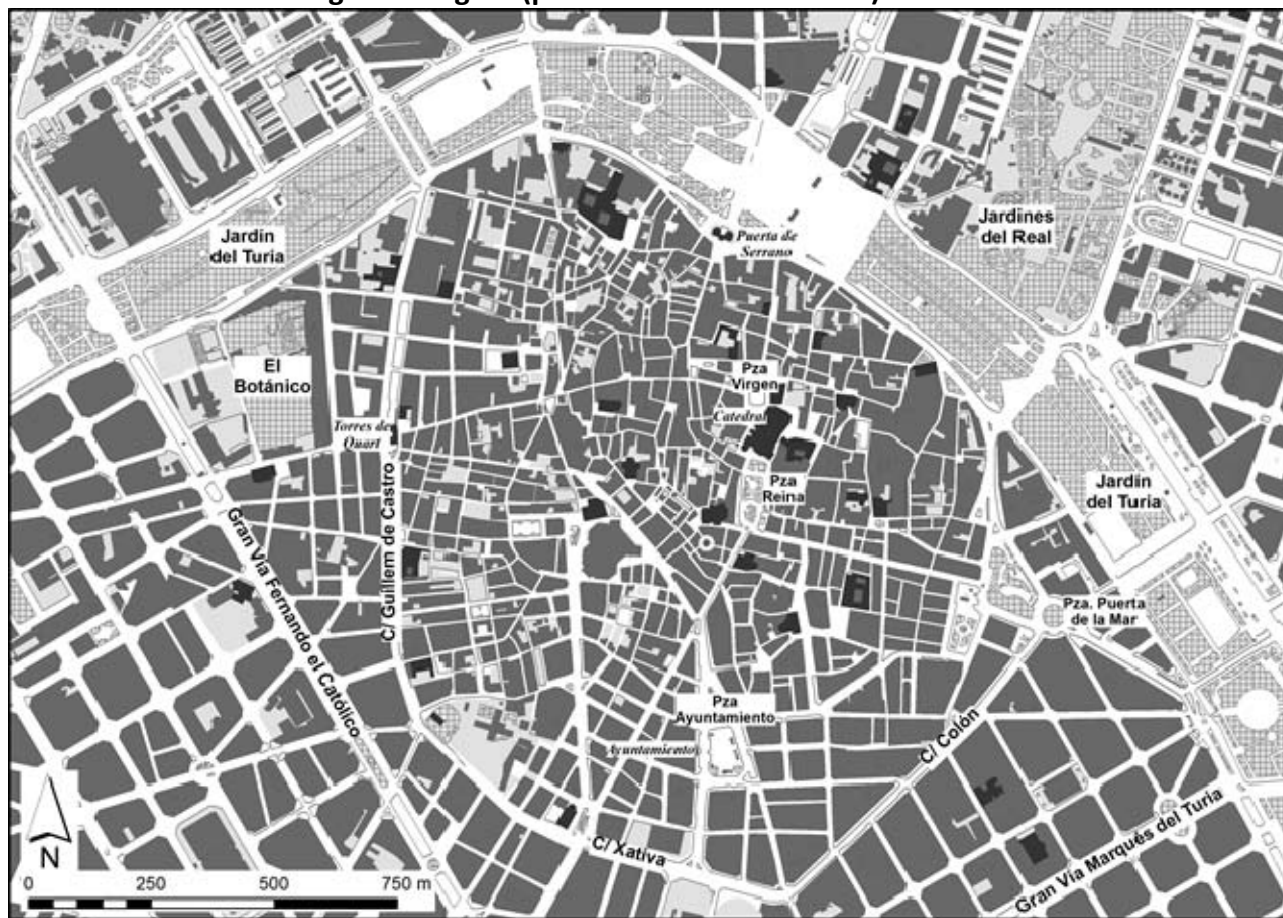 Jardín
del Turia
Puerta de
Serrano
Jardines
del Real
El
Botánico
Pza
Virgen
Catedral
Torres de
Quart
Pza
Reina
Jardín
del Turia
C/ Guillem de Castro
Gran Vía Fernando el Católico
Pza. Puerta
de la Mar
Pza
Ayuntamiento
Ayuntamiento
C/ Colón
C/ Xativa
Gran Vía Marqués del Turia
N
0 250 500 750 m